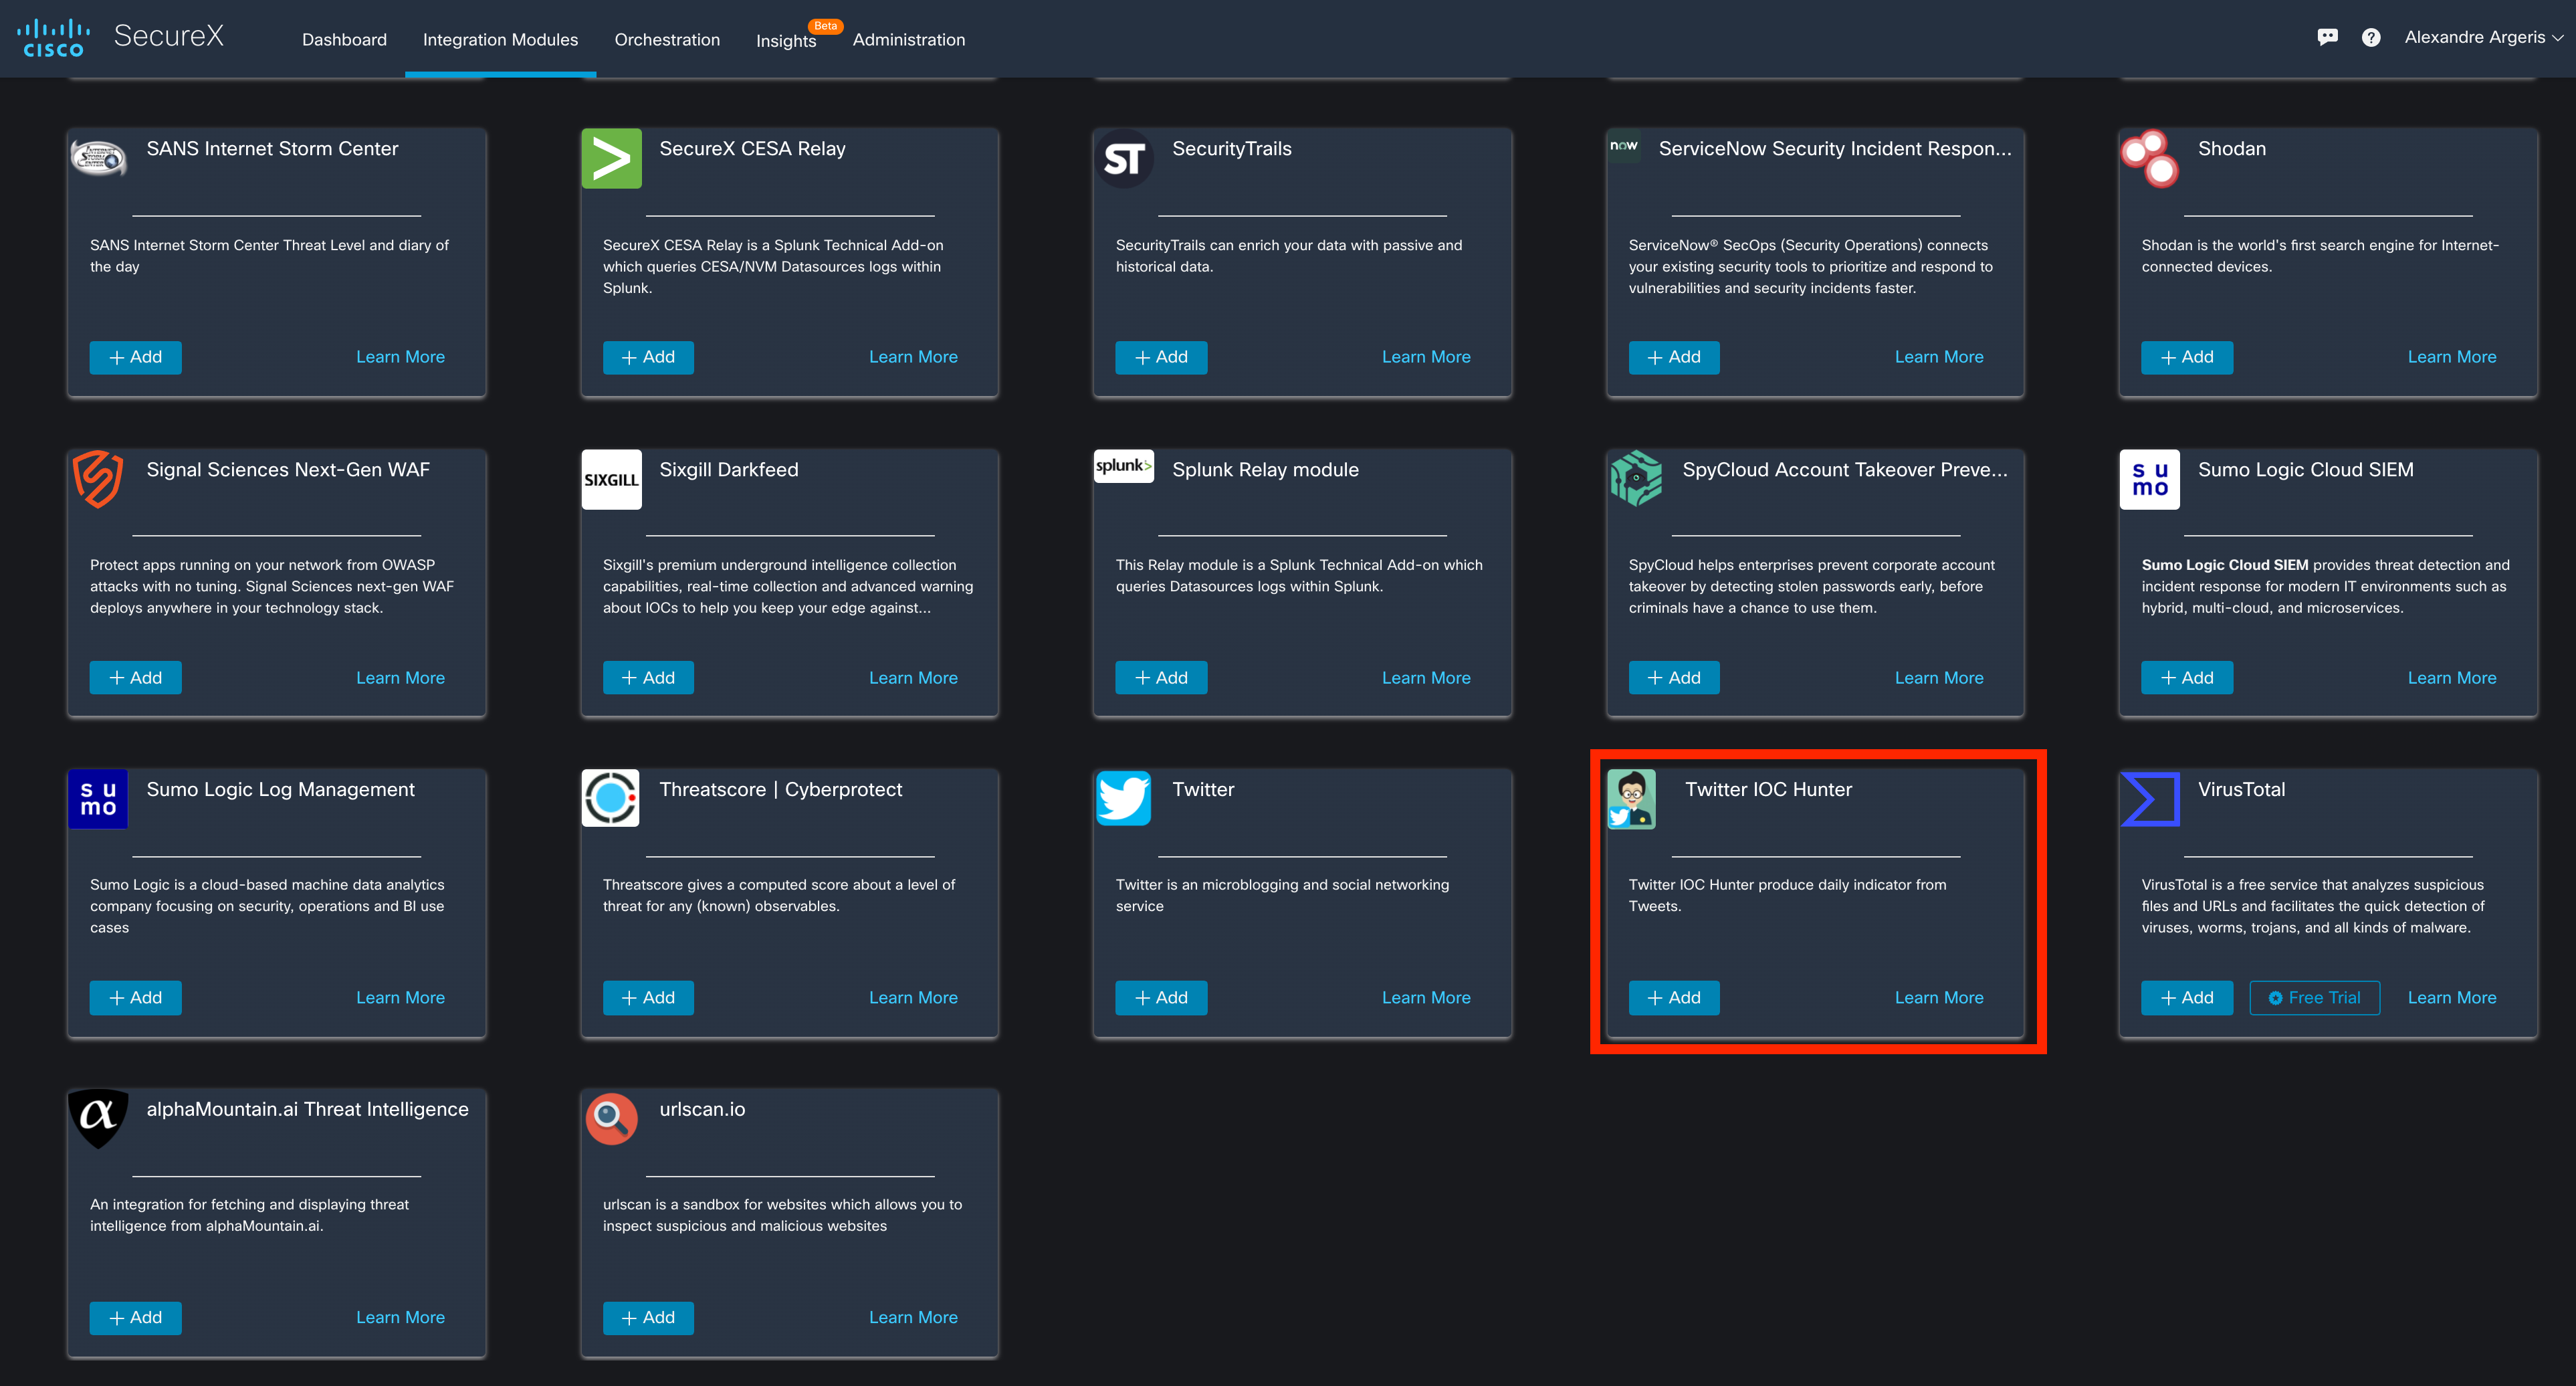 CISCO SecureX Dashboard Integration Modules Orchestration Insights Beta Administration Alexandre Argeris
SANS Internet Storm Center
SANS Internet Storm Center Threat Level and diary of
the day
Add Learn More
SecureX CESA Relay
SecureX CESA Relay is a Splunk Technical Add-on
which queries CESA/NVM Datasources logs within
Splunk.
Add Learn More
ST SecurityTrails
SecurityTrails can enrich your data with passive and
historical data.
Add Learn More
now ServiceNow Security Incident Respon...
ServiceNow® SecOps (Security Operations) connects
your existing security tools to prioritize and respond to
vulnerabilities and security incidents faster.
Add Learn More
Shodan
Shodan is the world's first search engine for Internet-
connected devices.
Add Learn More
Signal Sciences Next-Gen WAF
Protect apps running on your network from OWASP
attacks with no tuning. Signal Sciences next-gen WAF
deploys anywhere in your technology stack.
Add Learn More
SIXGILL Sixgill Darkfeed
Sixgill's premium underground intelligence collection
capabilities, real-time collection and advanced warning
about IOCs to help you keep your edge against...
Add Learn More
splunk> Splunk Relay module
This Relay module is a Splunk Technical Add-on which
queries Datasources logs within Splunk.
Add Learn More
SpyCloud Account Takeover Preve...
SpyCloud helps enterprises prevent corporate account
takeover by detecting stolen passwords early, before
criminals have a chance to use them.
Add Learn More
su
mo
Sumo Logic Cloud SIEM
Sumo Logic Cloud SIEM provides threat detection and
incident response for modern IT environments such as
hybrid, multi-cloud, and microservices.
Add Learn More
su
mo
Sumo Logic Log Management
Sumo Logic is a cloud-based machine data analytics
company focusing on security, operations and BI use
cases
Add Learn More
Threatscore | Cyberprotect
Threatscore gives a computed score about a level of
threat for any (known) observables.
Add Learn More
Twitter
Twitter is an microblogging and social networking
service
Add Learn More
Twitter IOC Hunter
Twitter IOC Hunter produce daily indicator from
Tweets.
Add Learn More
VirusTotal
VirusTotal is a free service that analyzes suspicious
files and URLs and facilitates the quick detection of
viruses, worms, trojans, and all kinds of malware.
Add Free Trial Learn More
α alphaMountain.ai Threat Intelligence
An integration for fetching and displaying threat
intelligence from alphaMountain.ai.
Add Learn More
urlscan.io
urlscan is a sandbox for websites which allows you to
inspect suspicious and malicious websites
Add Learn More